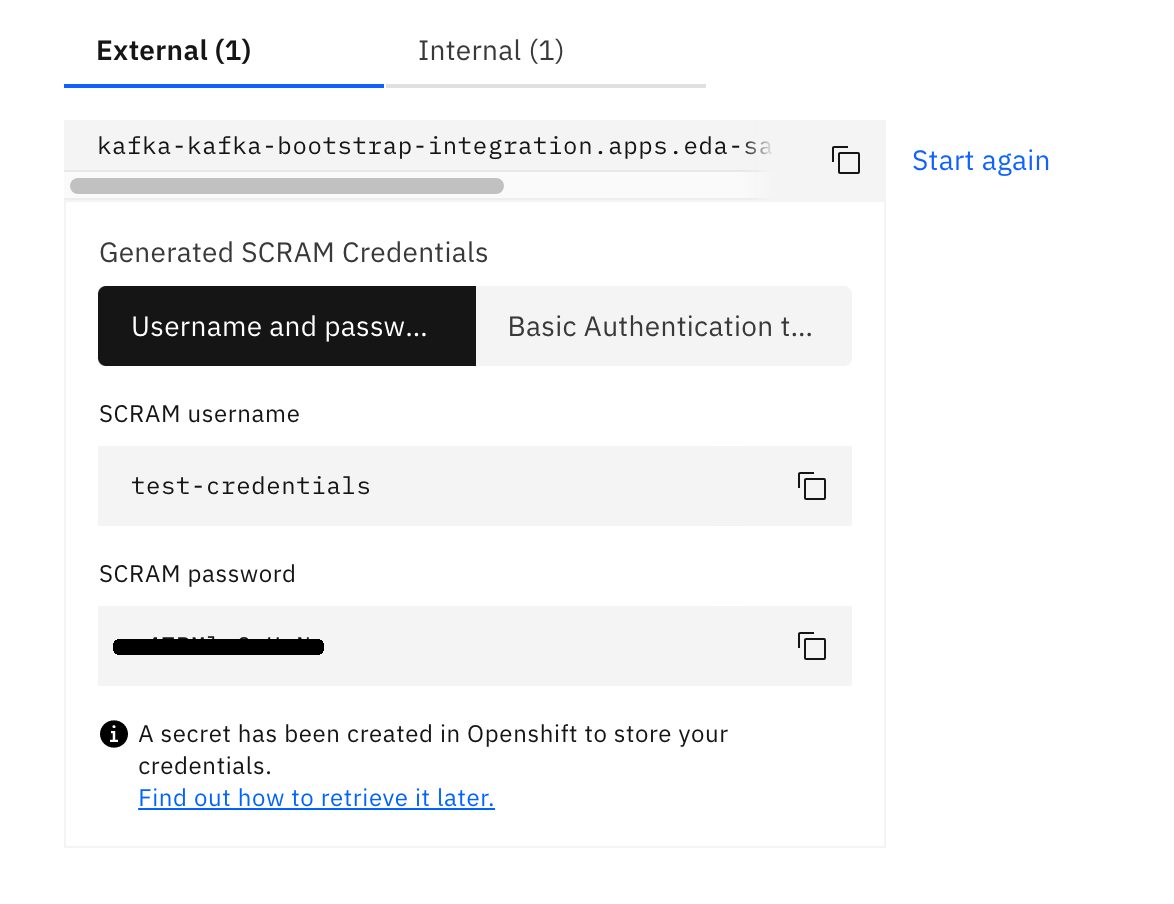 External (1)
Internal (1)
kafka-kafka-bootstrap-integration.apps.eda-sa
Start again
Generated SCRAM Credentials
Username and passw...
Basic Authentication t...
SCRAM username
test-credentials
SCRAM password
A secret has been created in Openshift to store your
credentials.
Find out how to retrieve it later.